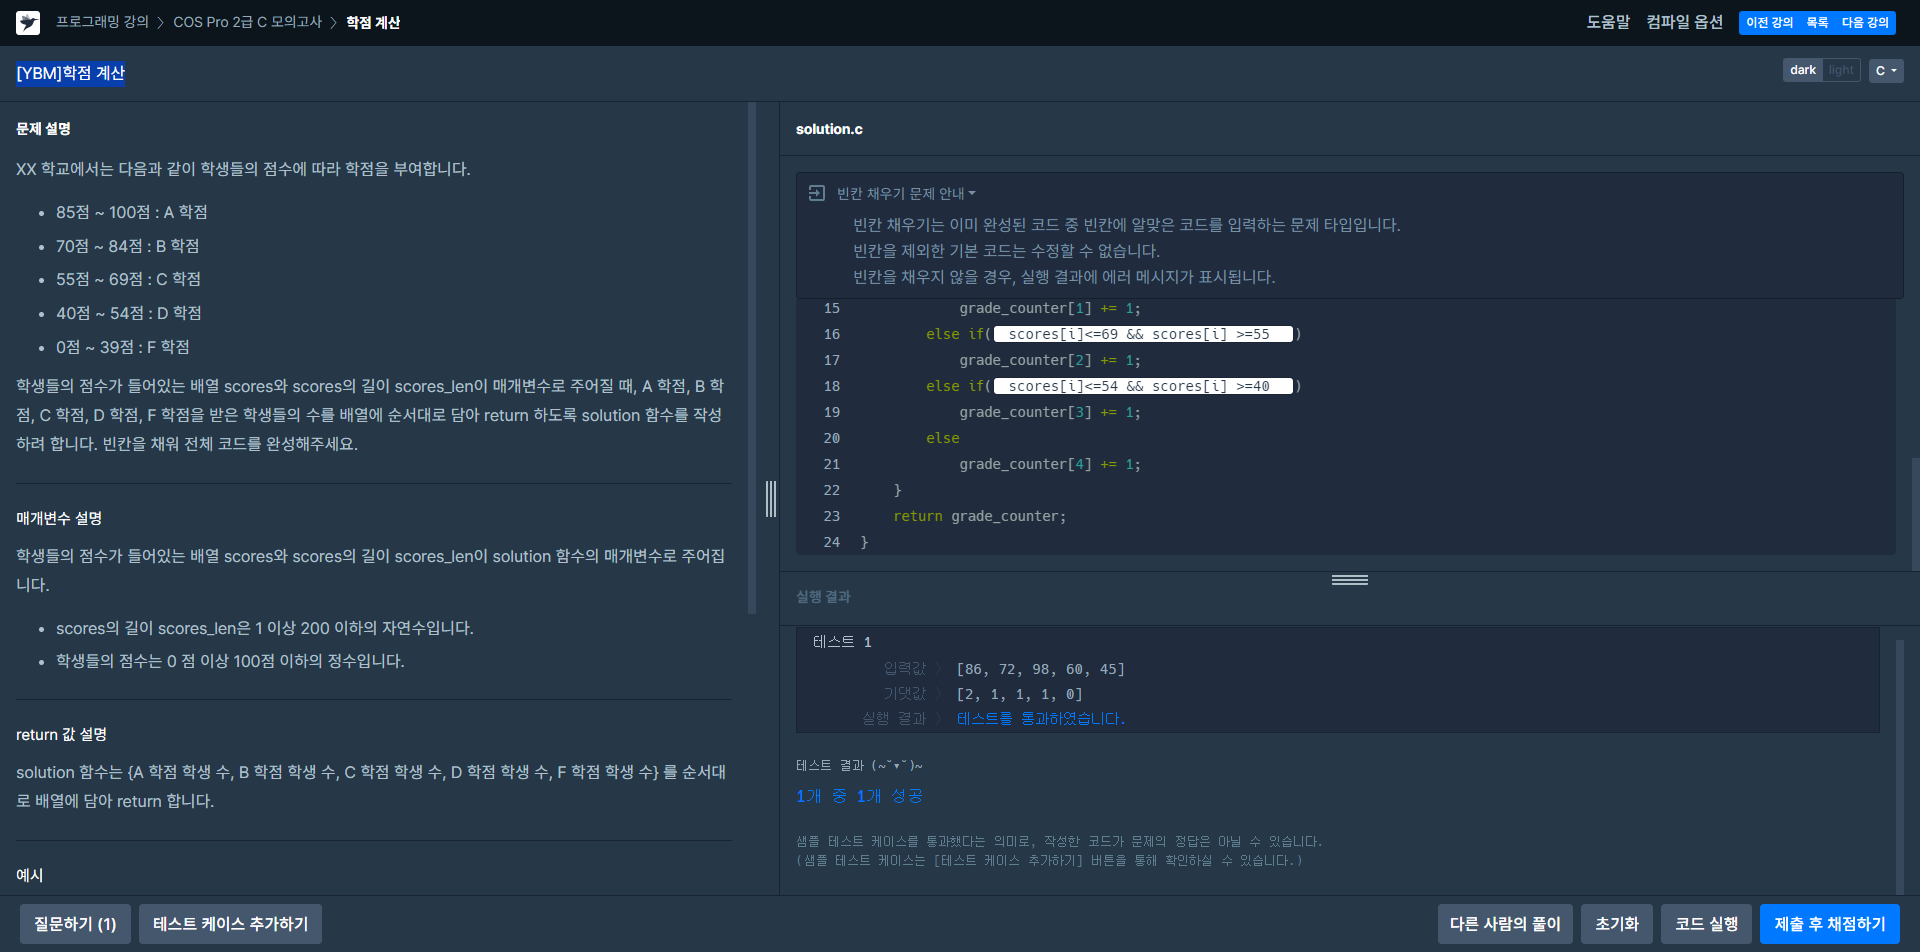 프로그래밍 강의 > COS Pro 2급 C 모의고사 > 학점 계산
도움말 컴파일 옵션 이전 강의 목록 다음 강의
[YBM]학점 계산
dark light C
문제 설명
XX 학교에서는 다음과 같이 학생들의 점수에 따라 학점을 부여합니다.
• 85점 ~ 100점 : A 학점
• 70점 ~ 84점 : B 학점
• 55점 ~ 69점 : C 학점
• 40점 ~ 54점 : D 학점
• 0점 ~ 39점 : F 학점
학생들의 점수가 들어있는 배열 scores와 scores의 길이 scores_len이 매개변수로 주어질 때, A 학점, B 학
점, C 학점, D 학점, F 학점을 받은 학생들의 수를 배열에 순서대로 담아 return 하도록 solution 함수를 작성
하려 합니다. 빈칸을 채워 전체 코드를 완성해주세요.
매개변수 설명
학생들의 점수가 들어있는 배열 scores와 scores의 길이 scores_len이 solution 함수의 매개변수로 주어집
니다.
• scores의 길이 scores_len은 1 이상 200 이하의 자연수입니다.
• 학생들의 점수는 0 점 이상 100점 이하의 정수입니다.
return 값 설명
solution 함수는 {A 학점 학생 수, B 학점 학생 수, C 학점 학생 수, D 학점 학생 수, F 학점 학생 수} 를 순서대
로 배열에 담아 return 합니다.
예시
solution.c
빈칸 채우기 문제 안내
빈칸 채우기는 이미 완성된 코드 중 빈칸에 알맞은 코드를 입력하는 문제 타입입니다.
빈칸을 제외한 기본 코드는 수정할 수 없습니다.
빈칸을 채우지 않을 경우, 실행 결과에 에러 메시지가 표시됩니다.
15 grade_counter[1] += 1;
16 else if( scores[i]<=69 && scores[i] >=55 )
17 grade_counter[2] += 1;
18 else if( scores[i]<=54 && scores[i] >=40 )
19 grade_counter[3] += 1;
20 else
21 grade_counter[4] += 1;
22 }
23 return grade_counter;
24 }
실행 결과
테스트 1
입력값 > [86, 72, 98, 60, 45]
기댓값 > [2, 1, 1, 1, 0]
실행 결과 > 테스트를 통과하였습니다.
테스트 결과 (~˘▾˘)~
1개 중 1개 성공
샘플 테스트 케이스를 통과했다는 의미로, 작성한 코드가 문제의 정답은 아닐 수 있습니다.
(샘플 테스트 케이스는 [테스트 케이스 추가하기] 버튼을 통해 확인하실 수 있습니다.)
질문하기 (1) 테스트 케이스 추가하기 다른 사람의 풀이 초기화 코드 실행 제출 후 채점하기